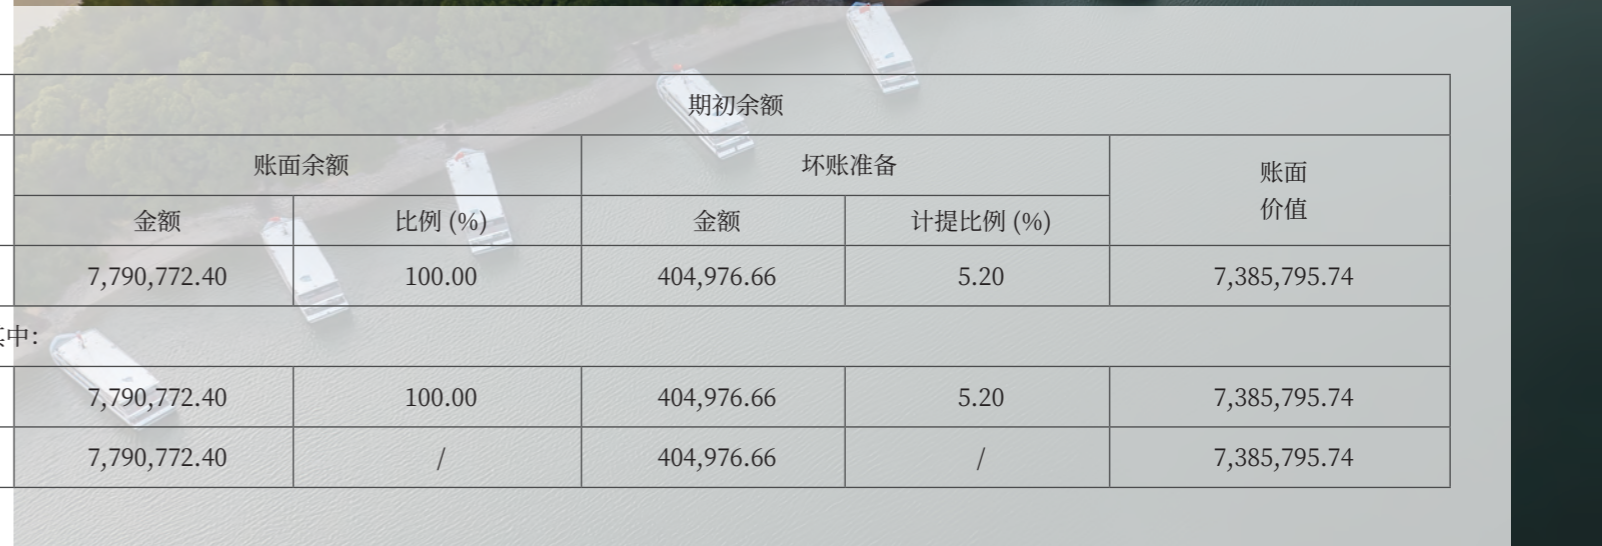 期初余额
账面余额 坏账准备 账面
价值
金额 比例 (%) 金额 计提比例 (%)
7,790,772.40 100.00 404,976.66 5.20 7,385,795.74
其中:
7,790,772.40 100.00 404,976.66 5.20 7,385,795.74
7,790,772.40 / 404,976.66 / 7,385,795.74